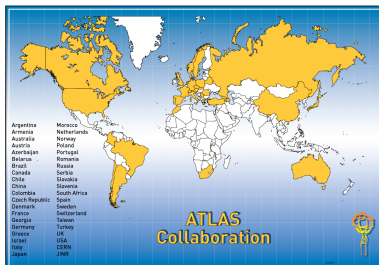 Argentina
Armenia
Australia
Austria
Azerbaijan
Belarus
Brazil
Canada
Chile
China
Colombia
Czech Republic
Denmark
France
Georgia
Germany
Greece
Israel
Italy
Japan
Morocco
Netherlands
Norway
Poland
Portugal
Romania
Russia
Serbia
Slovakia
Slovenia
South Africa
Spain
Sweden
Switzerland
Taiwan
Turkey
UK
USA
CERN
JINR
ATLAS
Collaboration